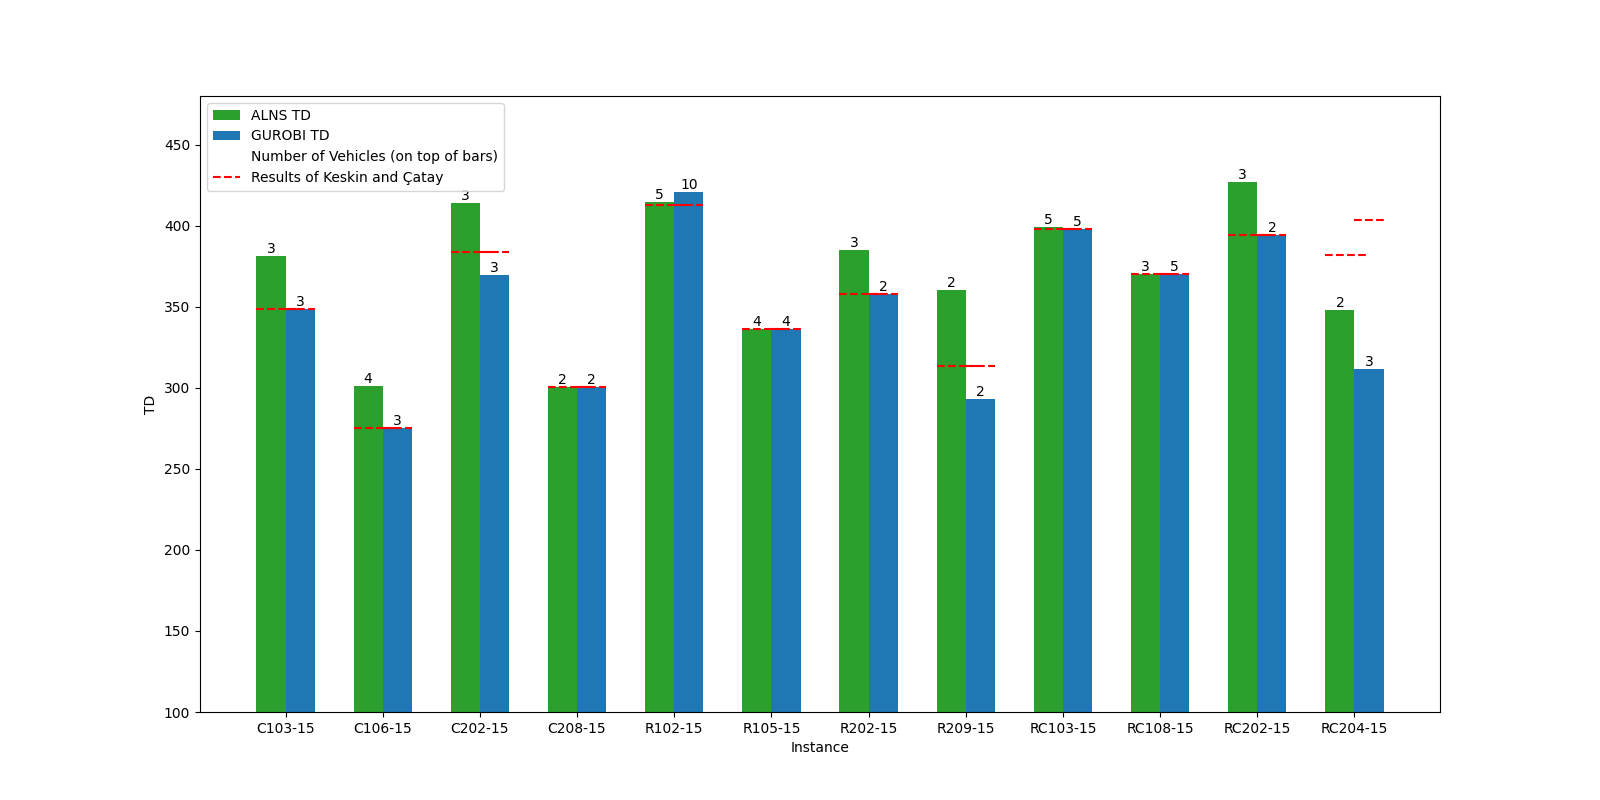 ALNS TD
GUROBI TD
Number of Vehicles (on top of bars)
Results of Keskin and Çatay
TD
450
400
350
300
250
200
150
100
3 3
4 3
3 3
2 2
5 10
4 4
3 2
2 2
5 5
3 5
3 2
2 3
C103-15 C106-15 C202-15 C208-15 R102-15 R105-15 R202-15 R209-15 RC103-15 RC108-15 RC202-15 RC204-15
Instance